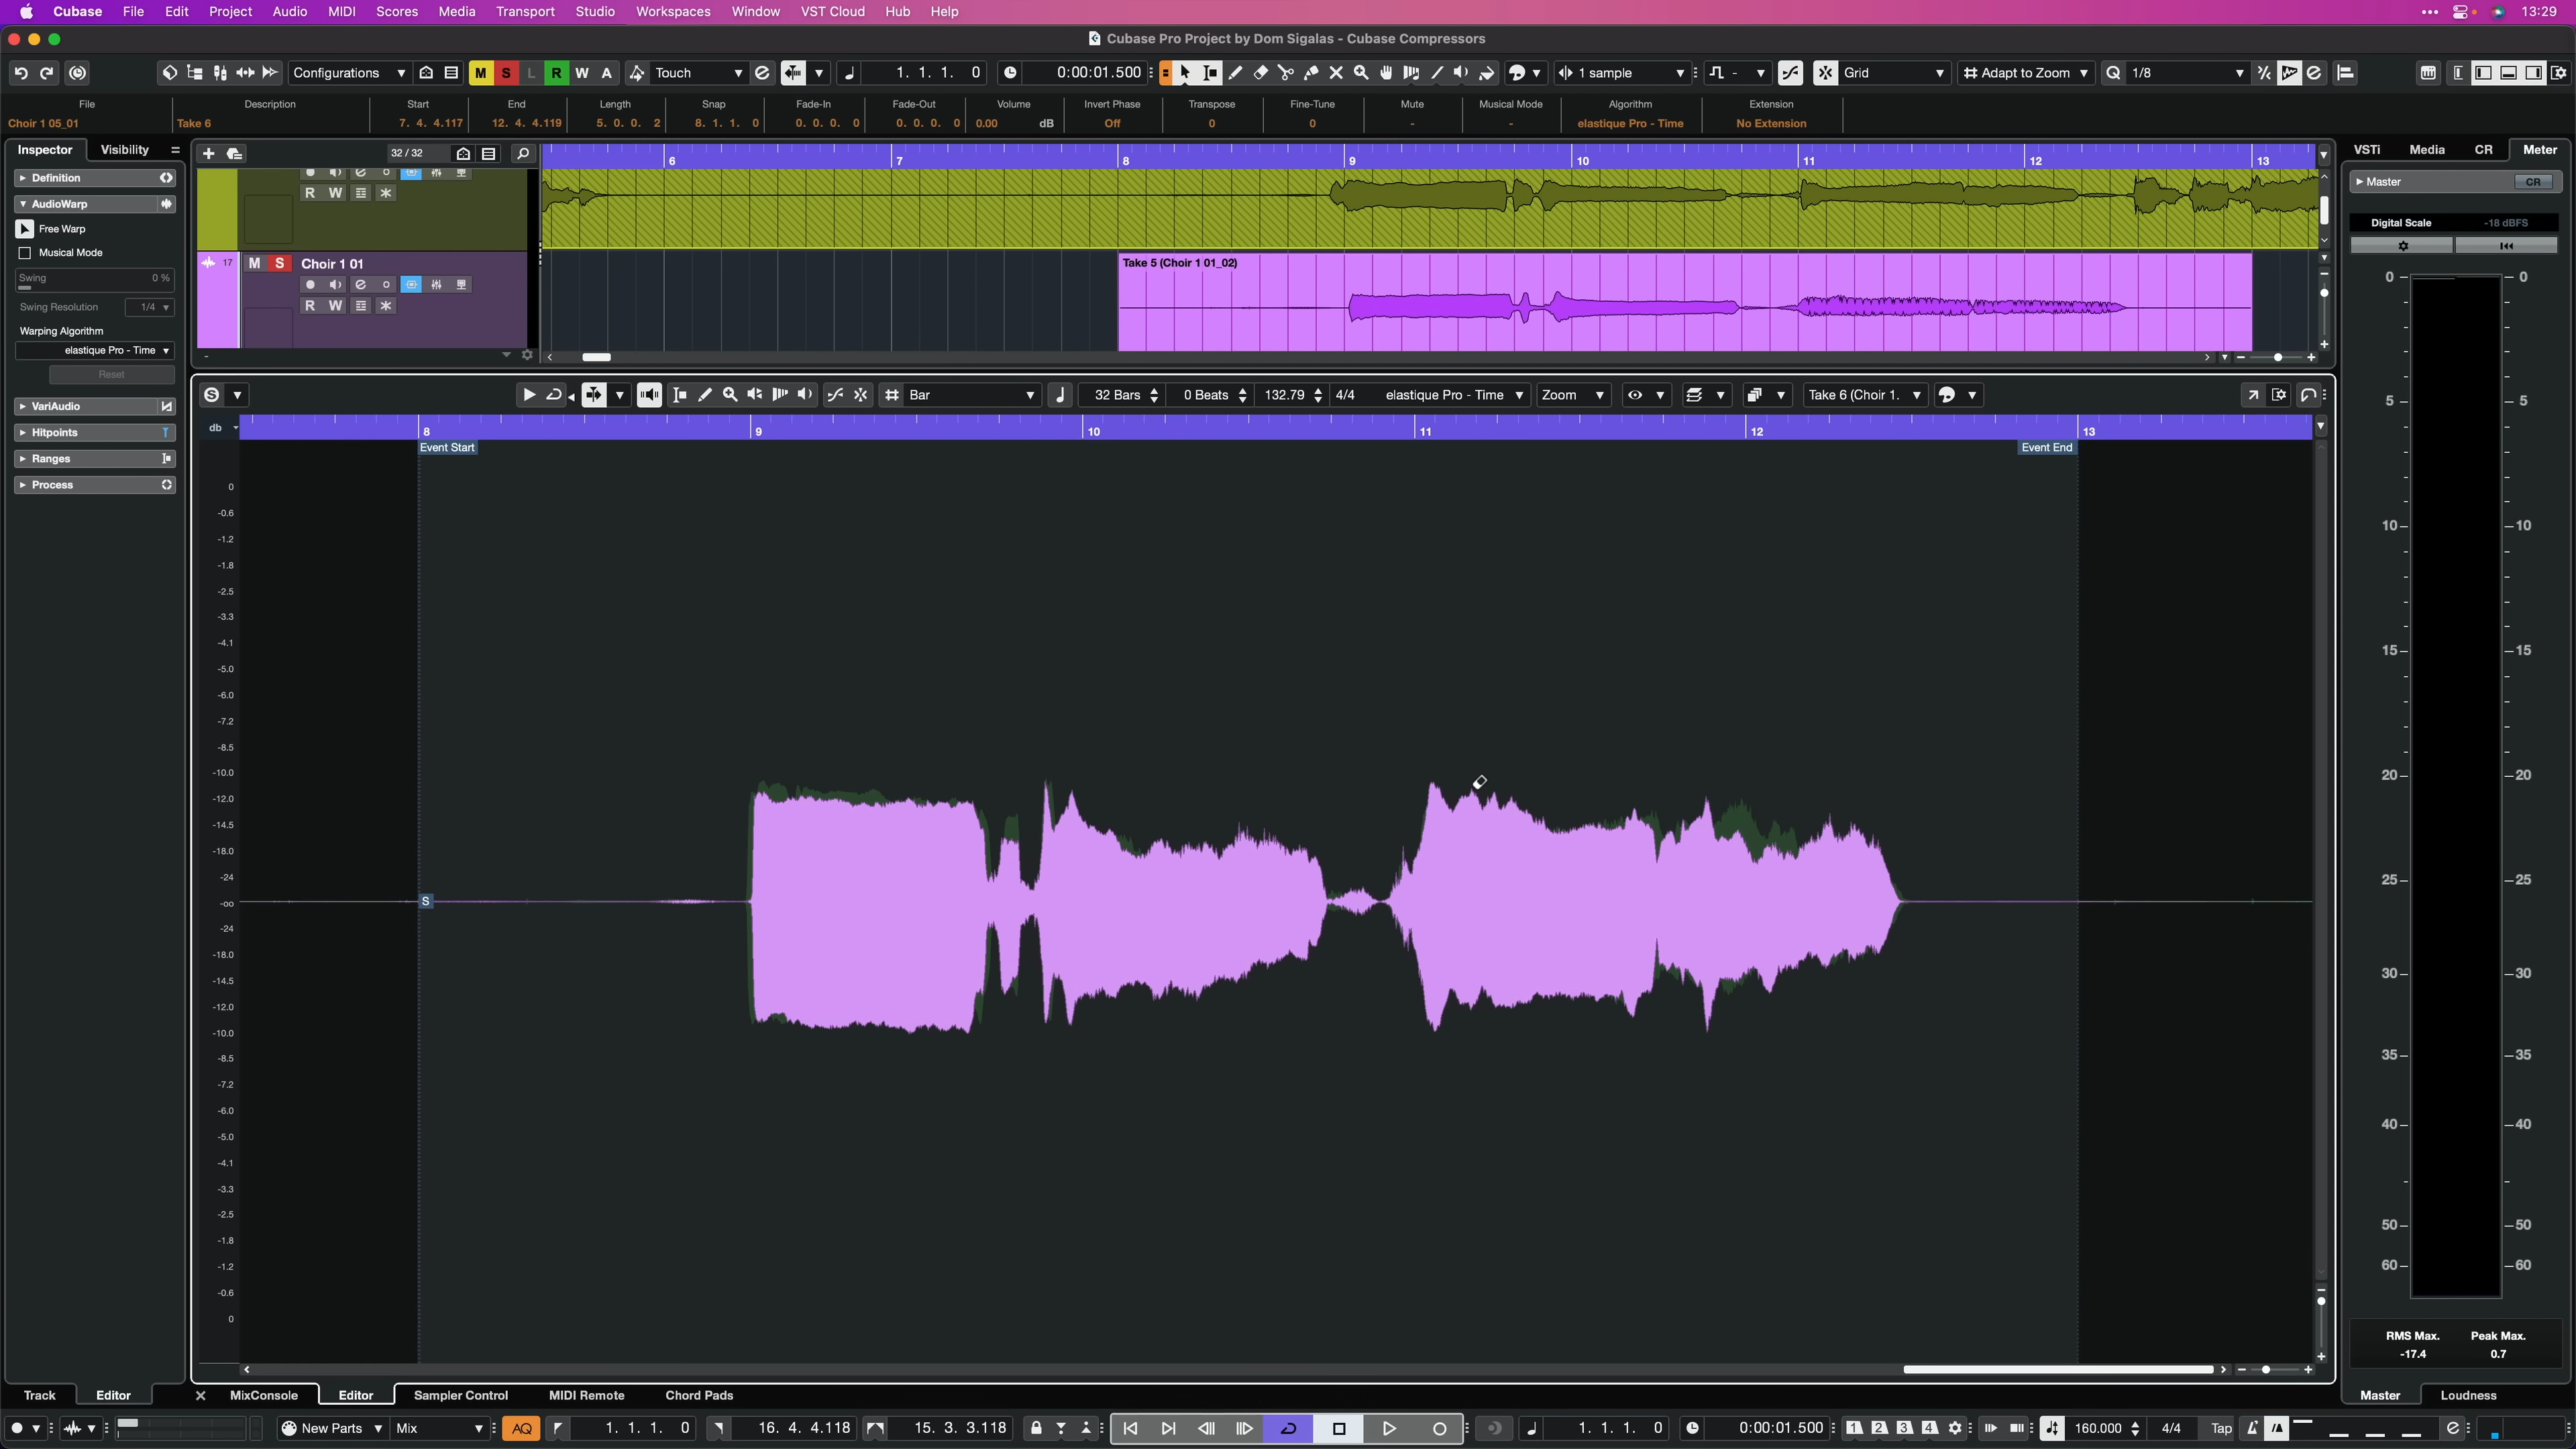 Cubase File Edit Project Audio MIDI Scores Media Transport Studio Workspaces Window VST Cloud Hub Help 13:29
Cubase Pro Project by Dom Sigalas - Cubase Compressors
Configurations M S L R W A Touch 1. 1. 1. 0 0:00:01.500 1 sample - Grid Adapt to Zoom Q 1/8
File Description Start End Length Snap Fade-In Fade-Out Volume Invert Phase Transpose Fine-Tune Mute Musical Mode Algorithm Extension
Choir 1 05_01 Take 6 7. 4. 4.117 12. 4. 4.119 5. 0. 0. 2 8. 1. 1. 0 0. 0. 0. 0 0. 0. 0. 0 0.00 dB Off 0 0 - - elastique Pro - Time No Extension
Inspector Visibility
Definition
AudioWarp
Free Warp
Musical Mode
Swing 0 %
Swing Resolution 1/4
Warping Algorithm
elastique Pro - Time
Reset
VariAudio
Hitpoints
Ranges
Process
32 / 32
6 7 8 9 10 11 12 13
R W
17 M S Choir 1 01
R W
Take 5 (Choir 1 01_02)
-
S Bar 32 Bars 0 Beats 132.79 4/4 elastique Pro - Time Zoom Take 6 (Choir 1.
db 8 9 10 11 12 13
Event Start Event End
0
-0.6
-1.2
-1.8
-2.5
-3.3
-4.1
-5.0
-6.0
-7.2
-8.5
-10.0
-12.0
-14.5
-18.0
-24
-oo S
-24
-18.0
-14.5
-12.0
-10.0
-8.5
-7.2
-6.0
-5.0
-4.1
-3.3
-2.5
-1.8
-1.2
-0.6
0
VSTi Media CR Meter
Master CR
Digital Scale -18 dBFS
0 0
5 5
10 10
15 15
20 20
25 25
30 30
35 35
40 40
50 50
60 60
RMS Max. Peak Max.
-17.4 0.7
Master Loudness
Track Editor MixConsole Editor Sampler Control MIDI Remote Chord Pads
New Parts Mix AQ 1. 1. 1. 0 16. 4. 4.118 15. 3. 3.118 1. 1. 1. 0 0:00:01.500 1 2 3 4 160.000 4/4 Tap